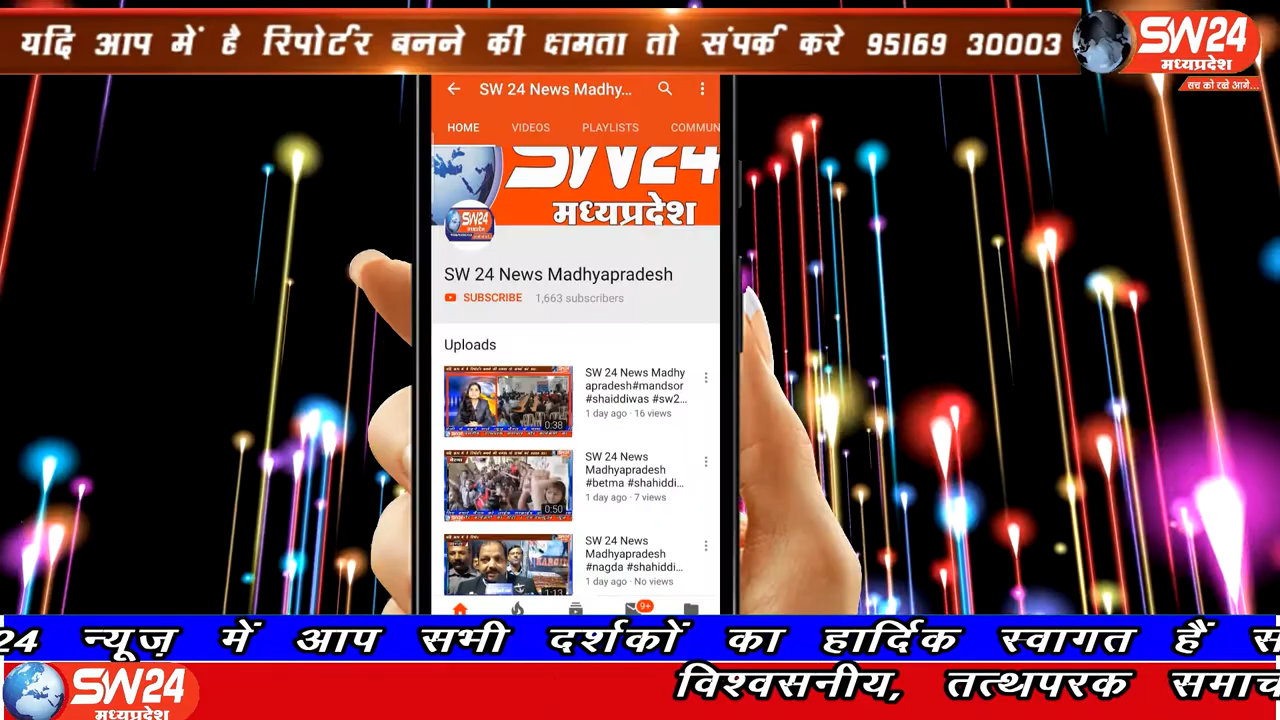 यदि आप में है रिपोर्टर बनने की क्षमता तो संपर्क करे 95169 30003
SW24
मध्यप्रदेश
सच को रखे आगे...
SW 24 News Madhy...
HOME VIDEOS PLAYLISTS COMMUN
SW24
मध्यप्रदेश
SW24
SW 24 News Madhyapradesh
SUBSCRIBE 1,663 subscribers
Uploads
SW 24 News Madhy
apradesh#mandsor
#shaiddiwas #sw2...
1 day ago · 16 views
0:38
SW 24 News
Madhyapradesh
#betma #shahiddi...
1 day ago · 7 views
0:50
SW 24 News
Madhyapradesh
#nagda #shahiddi...
1 day ago · No views
1:13
9+
24 न्यूज़ में आप सभी दर्शकों का हार्दिक स्वागत हैं स
SW24
मध्यप्रदेश
विश्वसनीय, तत्थपरक समाच